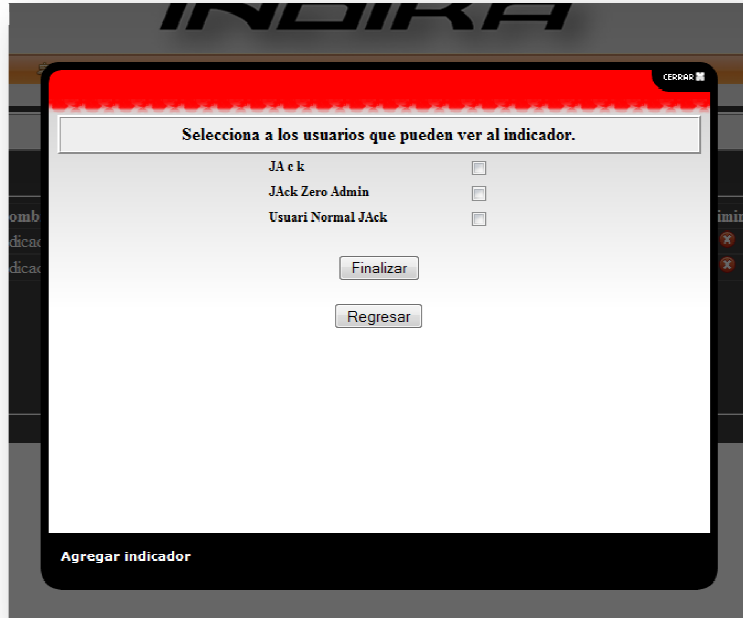 INDIKA
CERRAR
Selecciona a los usuarios que pueden ver al indicador.
JA c k
JAck Zero Admin
Usuari Normal JAck
Finalizar
Regresar
Agregar indicador